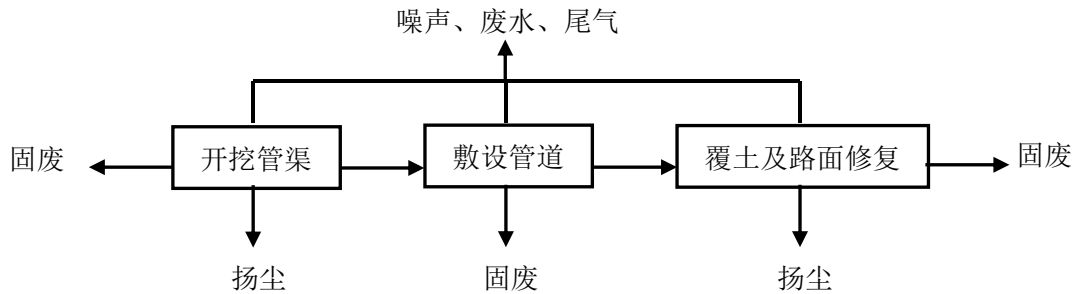 噪声、废水、尾气
固废
开挖管渠
敷设管道
覆土及路面修复
固废
扬尘
固废
扬尘